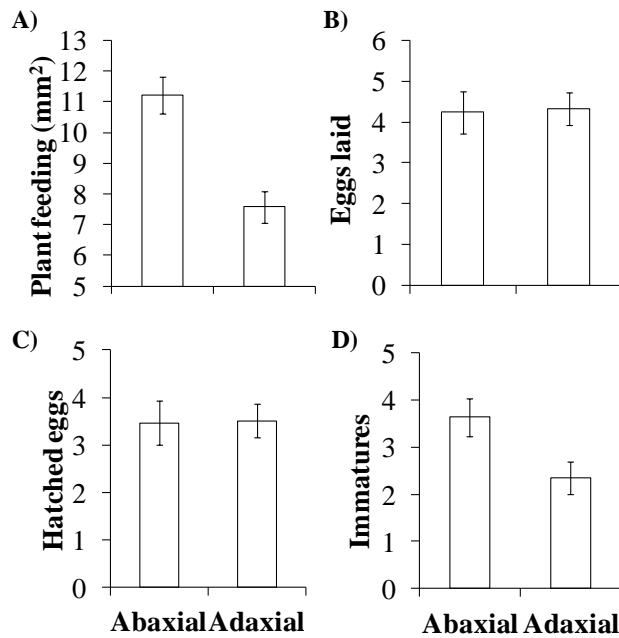 A)
Plant feeding (mm²)
13
12
11
10
9
8
7
6
5
B)
Eggs laid
6
5
4
3
2
1
0
C)
Hatched eggs
5
4
3
2
1
0
Abaxial Adaxial
D)
Immatures
5
4
3
2
1
0
Abaxial Adaxial